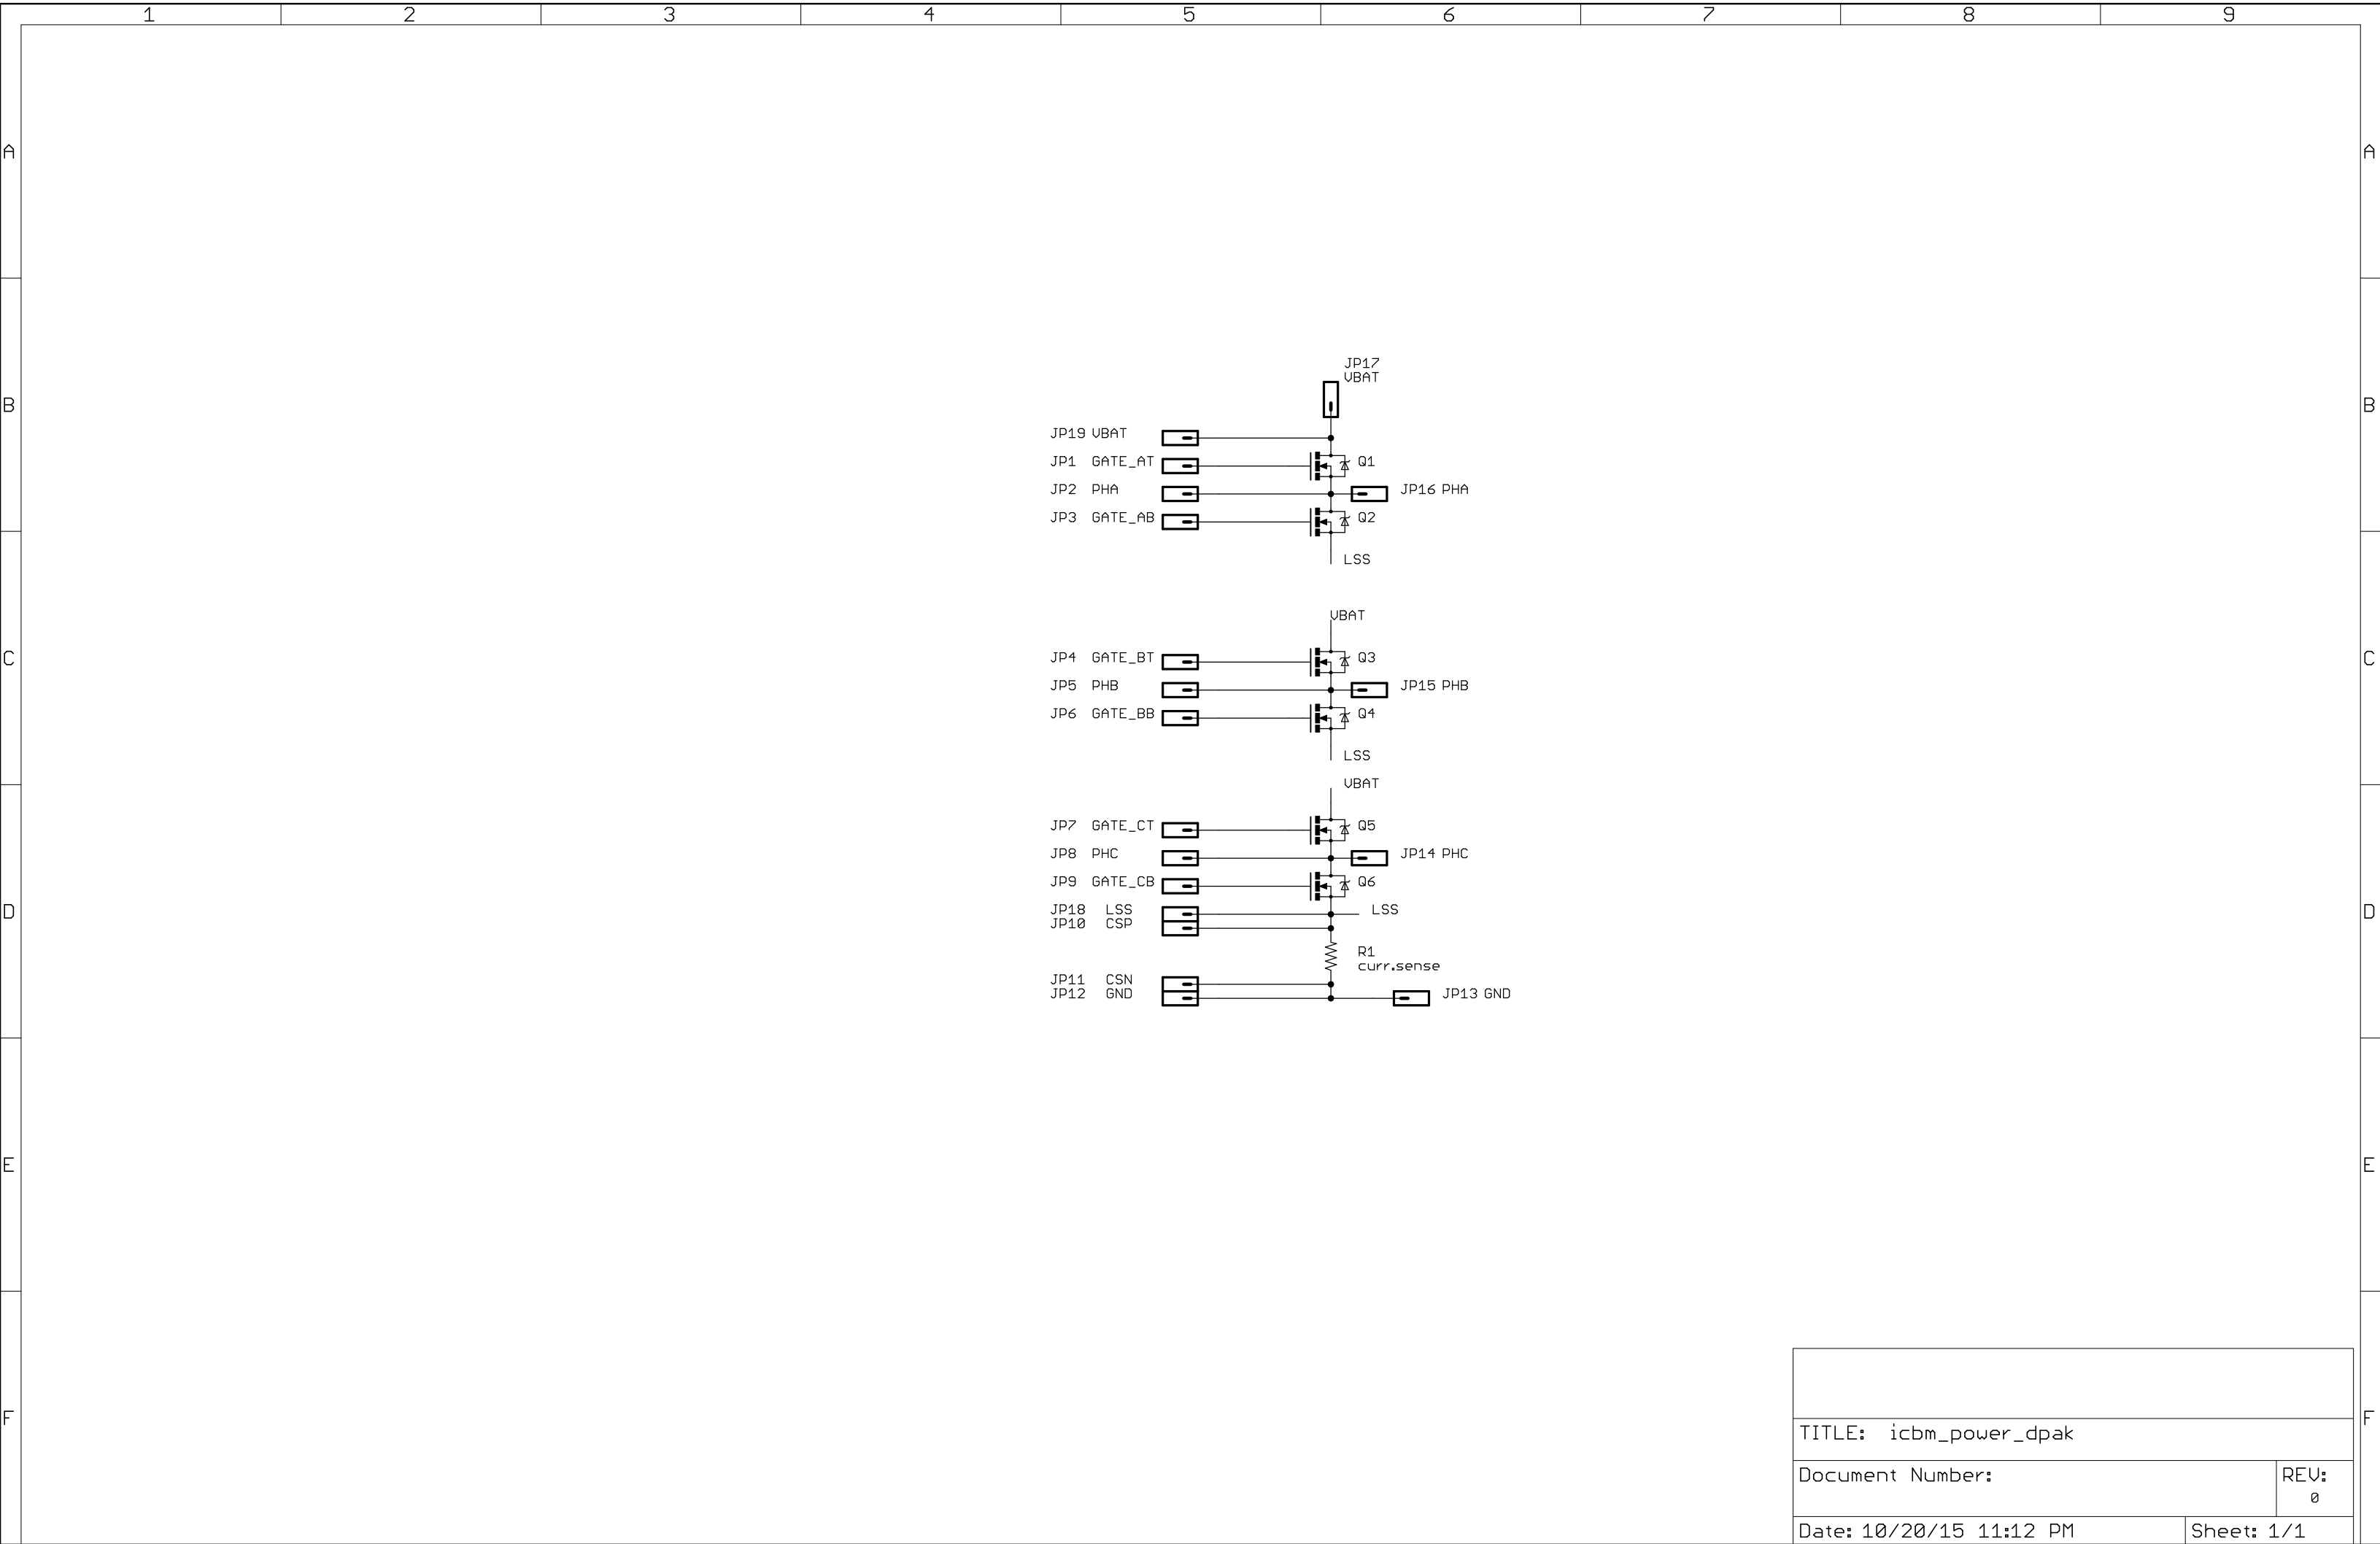 1 2 3 4 5 6 7 8 9
A A
JP17
VBAT
B B
JP19 VBAT
JP1 GATE_AT Q1
JP2 PHA JP16 PHA
JP3 GATE_AB Q2
LSS
VBAT
C C
JP4 GATE_BT Q3
JP5 PHB JP15 PHB
JP6 GATE_BB Q4
LSS
VBAT
JP7 GATE_CT Q5
JP8 PHC JP14 PHC
JP9 GATE_CB Q6
D D
JP18 LSS LSS
JP10 CSP
R1
curr.sense
JP11 CSN
JP12 GND JP13 GND
E E
F F
TITLE: icbm_power_dpak
Document Number: REV:
0
Date: 10/20/15 11:12 PM Sheet: 1/1